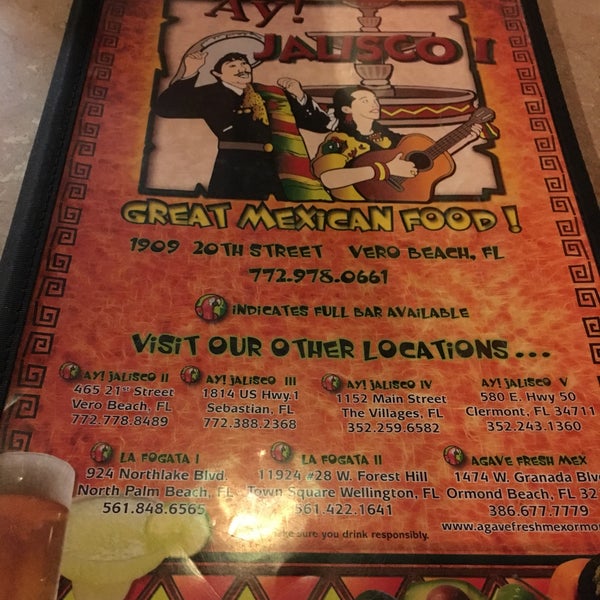 Ay!
JALISCO I
GREAT MEXICAN FOOD!
1909 20TH STREET VERO BEACH, FL
772.978.0661
INDICATES FULL BAR AVAILABLE
VISIT OUR OTHER LOCATIONS...
AY! JALISCO II
465 21st Street
Vero Beach, FL
772.778.8489
AY! JALISCO III
1814 US Hwy.1
Sebastian, FL
772.388.2368
AY! JALISCO IV
1152 Main Street
The Villages, FL
352.259.6582
AY! JALISCO V
580 E. Hwy 50
Clermont, FL 34711
352.243.1360
LA FOGATA I
924 Northlake Blvd.
North Palm Beach, FL
561.848.6565
LA FOGATA II
11924 #28 W. Forest Hill
Town Square Wellington, FL
561.422.1641
AGAVE FRESH MEX
1474 W. Granada Blv
Ormond Beach, FL 32
386.677.7779
www.agavefreshmexormo
sure you drink responsibly.